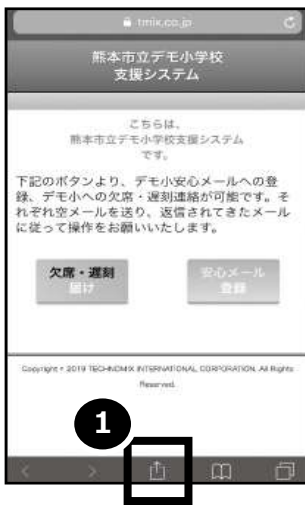 tmix.co.jp
熊本市立デモ小学校
支援システム
こちらは、
熊本市立デモ小学校支援システム
です。
下記のボタンより、デモ小安心メールへの登
録、デモ小への欠席・遅刻連絡が可能です。そ
れぞれ空メールを送り、返信されてきたメール
に従って操作をお願いいたします。
欠席・遅刻
届け
安心メール
登録
Copyright © 2019 TECHNOMIX INTERNATIONAL CORPORATION. All Rights
Reserved.
1